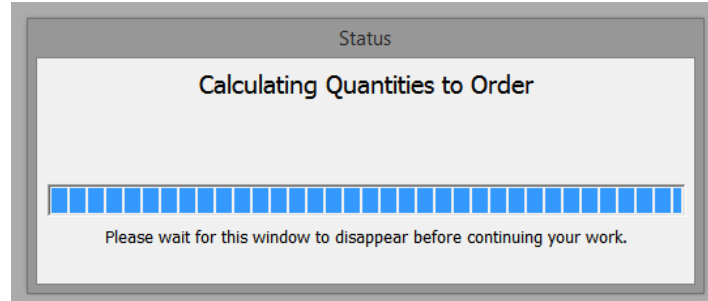 Status
Calculating Quantities to Order
Please wait for this window to disappear before continuing your work.